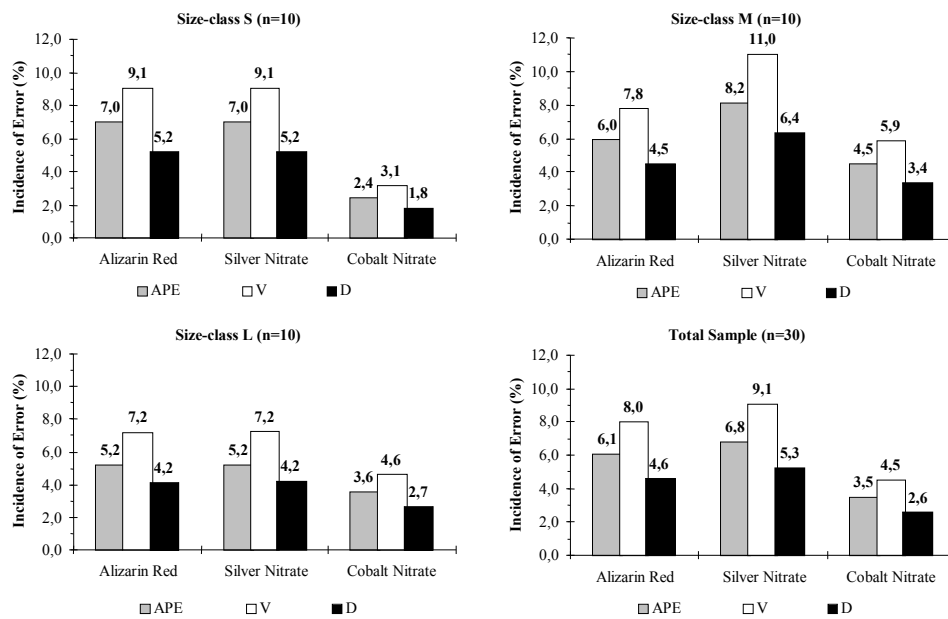 Size-class S (n=10)
Incidence of Error (%)
12,0
10,0
8,0
6,0
4,0
2,0
0,0
7,0 9,1 5,2 7,0 9,1 5,2 2,4 3,1 1,8
Alizarin Red Silver Nitrate Cobalt Nitrate
APE V D
Size-class M (n=10)
Incidence of Error (%)
12,0
10,0
8,0
6,0
4,0
2,0
0,0
6,0 7,8 4,5 8,2 11,0 6,4 4,5 5,9 3,4
Alizarin Red Silver Nitrate Cobalt Nitrate
APE V D
Size-class L (n=10)
Incidence of Error (%)
12,0
10,0
8,0
6,0
4,0
2,0
0,0
5,2 7,2 4,2 5,2 7,2 4,2 3,6 4,6 2,7
Alizarin Red Silver Nitrate Cobalt Nitrate
APE V D
Total Sample (n=30)
Incidence of Error (%)
12,0
10,0
8,0
6,0
4,0
2,0
0,0
6,1 8,0 4,6 6,8 9,1 5,3 3,5 4,5 2,6
Alizarin Red Silver Nitrate Cobalt Nitrate
APE V D